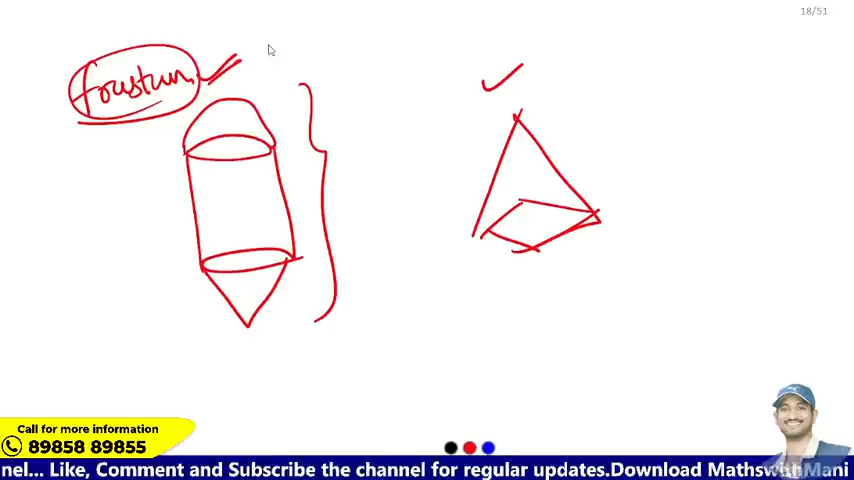 18/51
frustum
Call for more information
89858 89855
nel... Like, Comment and Subscribe the channel for regular updates.Download MathswithMani